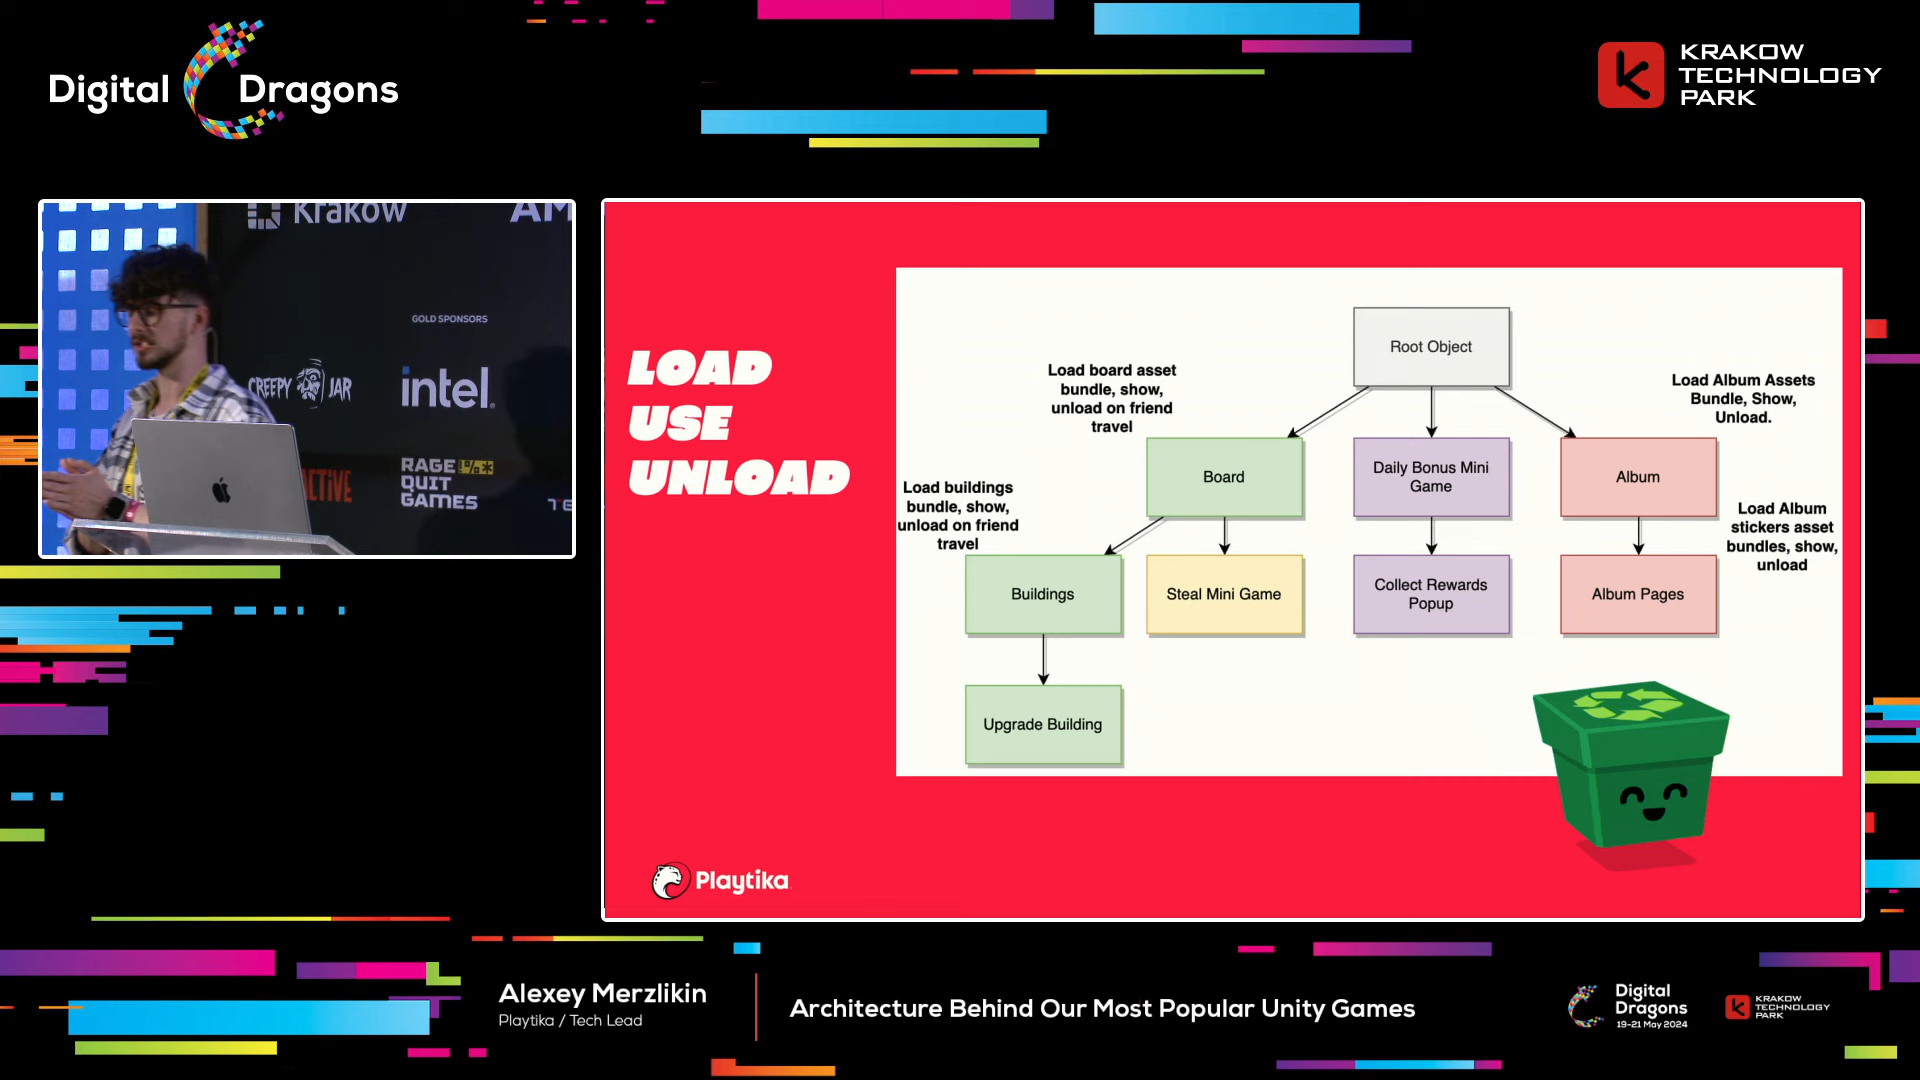 Digital Dragons
KRAKOW
TECHNOLOGY
PARK
Krakow
GOLD SPONSORS
CREEPY JAR
intel
RAGE !%*
QUIT
GAMES
LOAD
USE
UNLOAD
Root Object
Load board asset
bundle, show,
unload on friend
travel
Load Album Assets
Bundle, Show,
Unload.
Board
Daily Bonus Mini
Game
Album
Load buildings
bundle, show,
unload on friend
travel
Load Album
stickers asset
bundles, show,
unload
Buildings
Steal Mini Game
Collect Rewards
Popup
Album Pages
Upgrade Building
Playtika
Alexey Merzlikin
Playtika / Tech Lead
Architecture Behind Our Most Popular Unity Games
Digital
Dragons
19-21 May 2024
KRAKOW
TECHNOLOGY
PARK